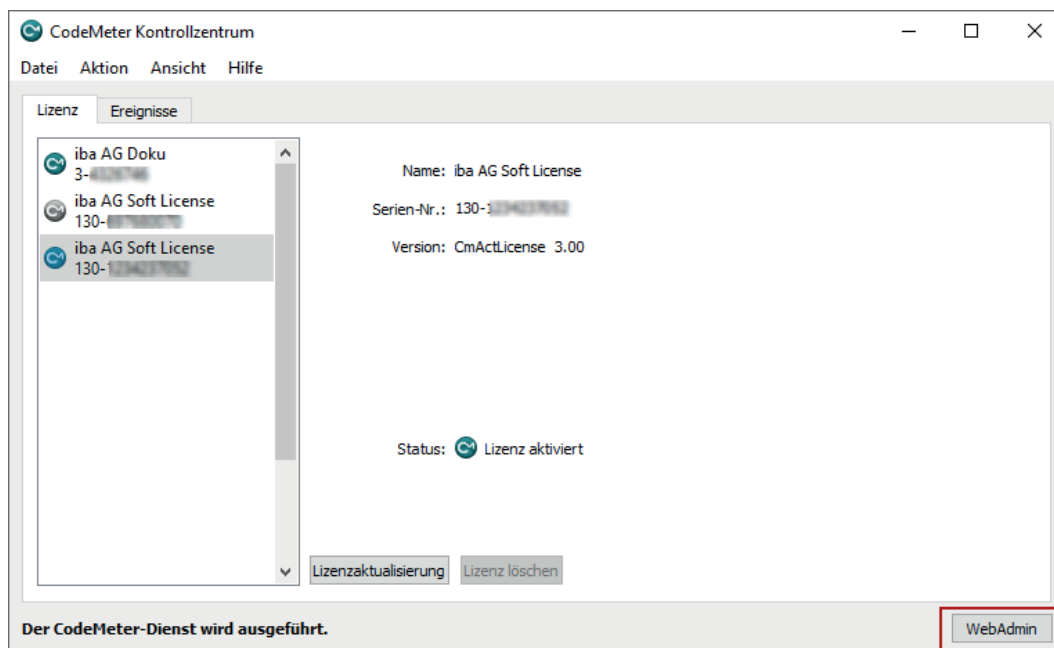 CodeMeter Kontrollzentrum
Datei Aktion Ansicht Hilfe
Lizenz Ereignisse
iba AG Doku
3-
iba AG Soft License
130-
iba AG Soft License
130-
Name: iba AG Soft License
Serien-Nr.: 130-
Version: CmActLicense 3.00
Status: Lizenz aktiviert
Lizenzaktualisierung Lizenz löschen
Der CodeMeter-Dienst wird ausgeführt.
WebAdmin